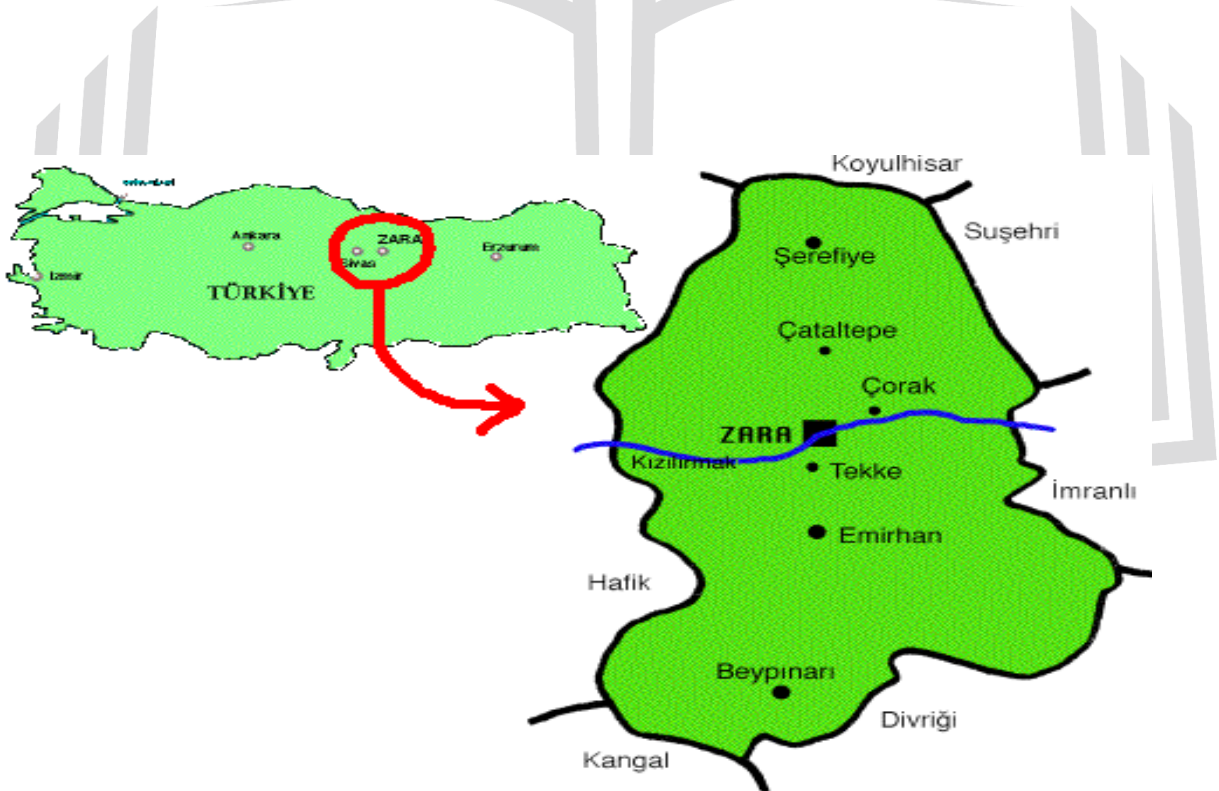 Ankara
ZARA
Sivas
Erzurum
İzmir
TÜRKİYE
Koyulhisar
Suşehri
Şerefiye
Çataltepe
Çorak
ZARA
Kızılırmak
Tekke
İmranlı
Emirhan
Hafik
Beypınarı
Divriği
Kangal